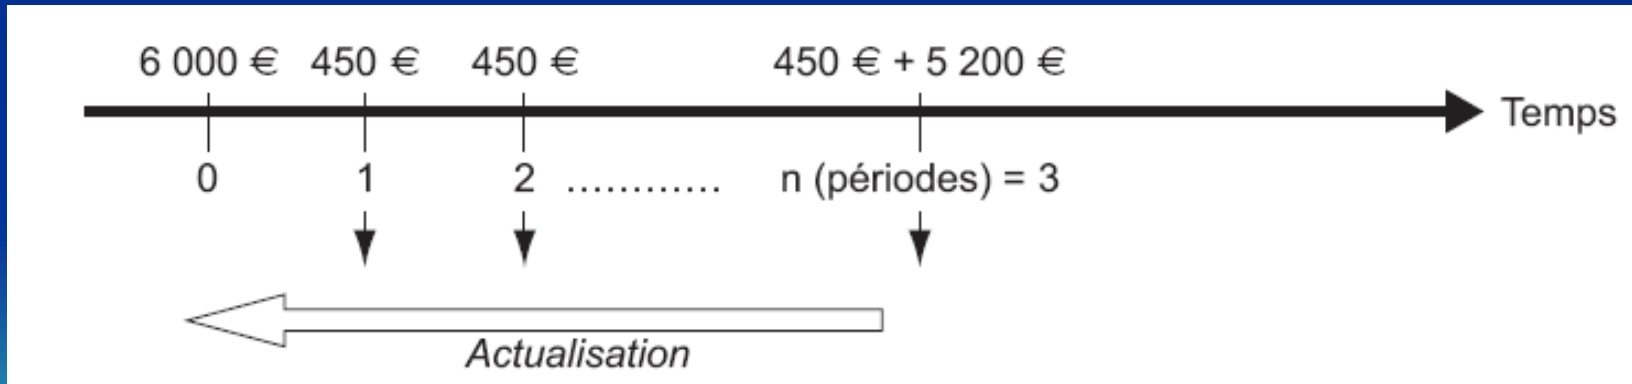 6 000 € 450 € 450 € 450 € + 5 200 €
Temps
0 1 2 ............ n (périodes) = 3
Actualisation